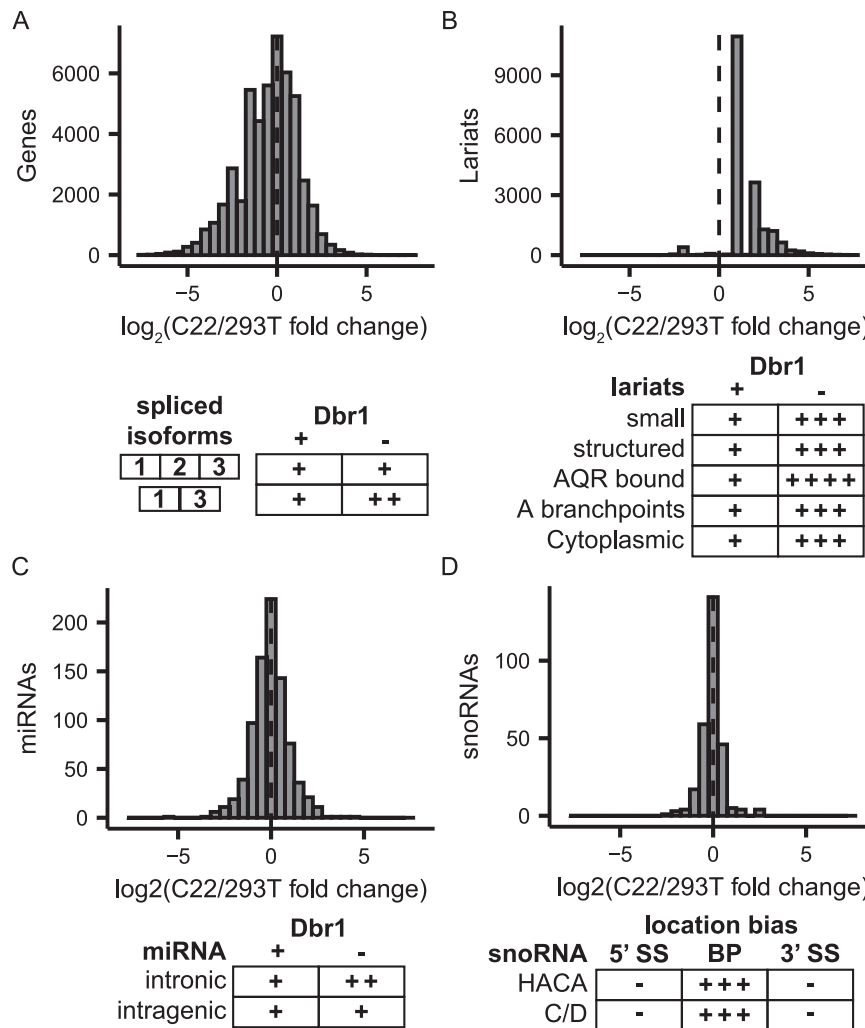 A
Genes
6000
4000
2000
0
−5 0 5
log2(C22/293T fold change)
spliced isoforms
Dbr1
+ -
1 2 3 + +
1 3 + ++
B
Lariats
9000
6000
3000
0
−5 0 5
log2(C22/293T fold change)
Dbr1
lariats + -
small + +++
structured + +++
AQR bound + ++++
A branchpoints + +++
Cytoplasmic + +++
C
miRNAs
200
150
100
50
0
−5 0 5
log2(C22/293T fold change)
Dbr1
miRNA + -
intronic + ++
intragenic + +
D
snoRNAs
100
50
0
−5 0 5
log2(C22/293T fold change)
location bias
snoRNA 5' SS BP 3' SS
HACA - +++ -
C/D - +++ -